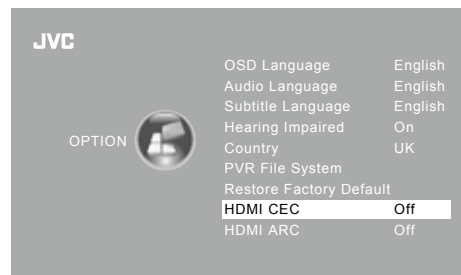 JVC
OPTION
OSD Language English
Audio Language English
Subtitle Language English
Hearing Impaired On
Country UK
PVR File System
Restore Factory Default
HDMI CEC Off
HDMI ARC Off